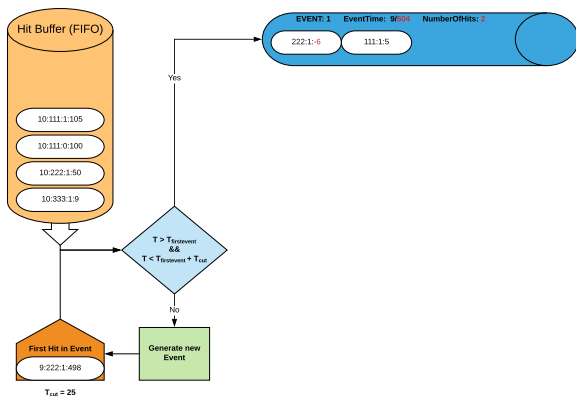 Hit Buffer (FIFO)
EVENT: 1 EventTime: 9/504 NumberOfHits: 2
222:1:-6
111:1:5
Yes
10:111:1:105
10:111:0:100
10:222:1:50
10:333:1:9
T > Tfirstevent
&&
T < Tfirstevent + Tcut
No
First Hit in Event
9:222:1:498
Generate new
Event
Tcut = 25